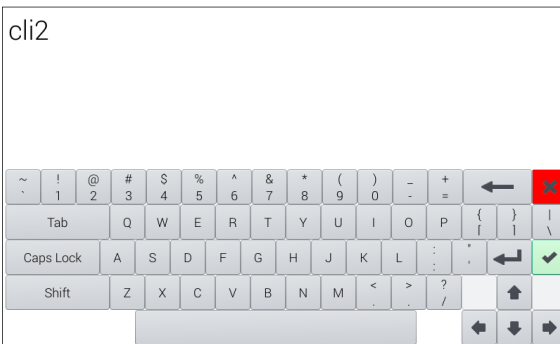 cli2
~ ! @ # $ % ^ & * ( ) _ +
` 1 2 3 4 5 6 7 8 9 0 - =
Tab Q W E R T Y U I O P { } |
[ ] \
Caps Lock A S D F G H J K L : "
; '
Shift Z X C V B N M < > ?
, . /